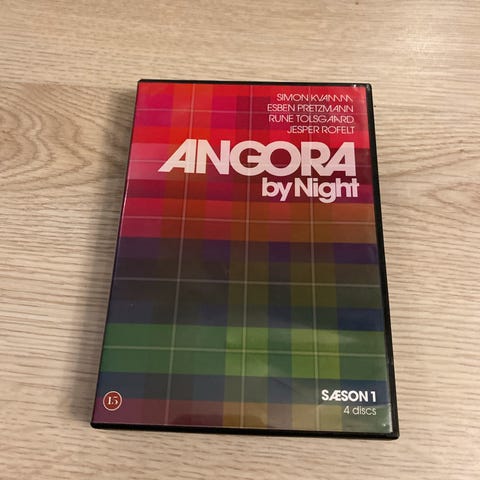 SIMON KVAMM
ESBEN PRETZMANN
RUNE TOLSGAARD
JESPER ROFELT
ANGORA
by Night
SÆSON 1
4 discs
15